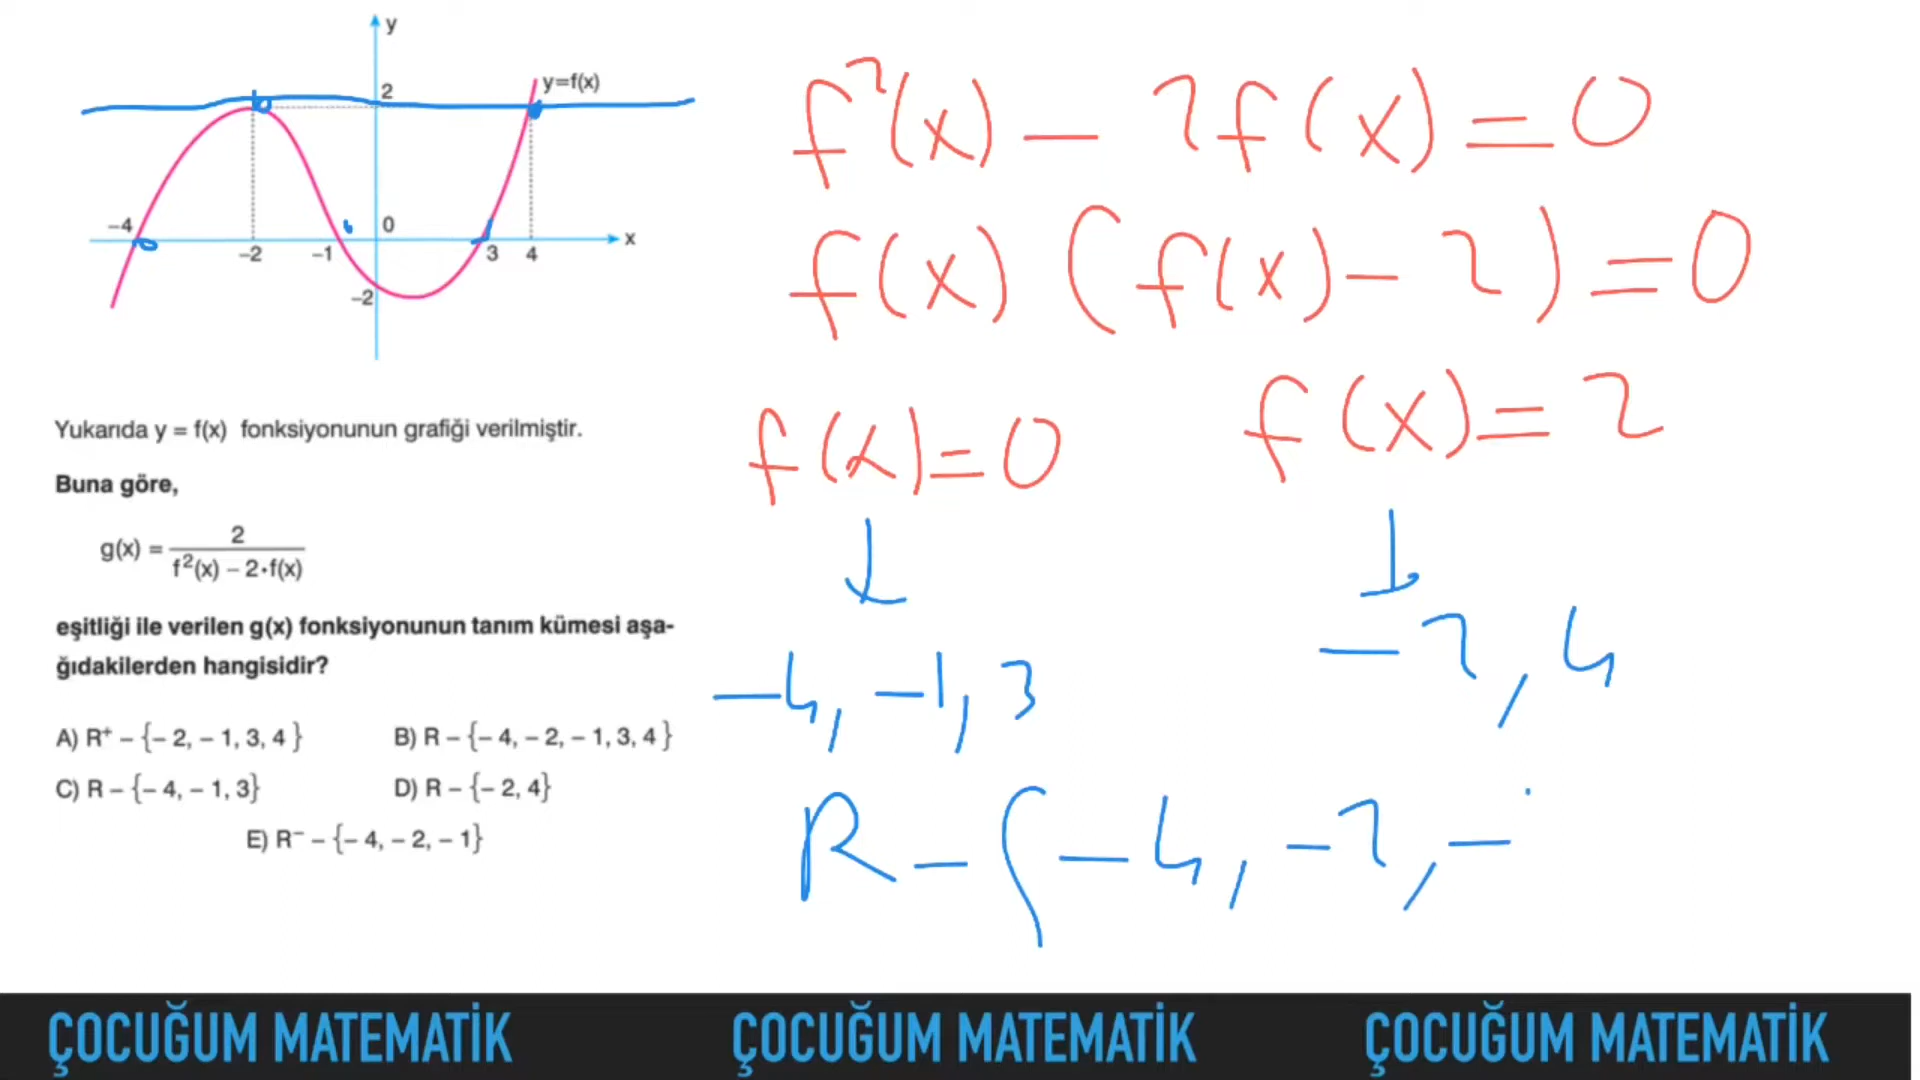 y
2
y=f(x)
-4
0
x
-2
-1
3
4
-2
Yukarıda y = f(x) fonksiyonunun grafiği verilmiştir.
Buna göre,
g(x) = 2 / (f²(x) – 2·f(x))
eşitliği ile verilen g(x) fonksiyonunun tanım kümesi aşa-
ğıdakilerden hangisidir?
A) R⁺ – {– 2, – 1, 3, 4 }
B) R – {– 4, – 2, – 1, 3, 4 }
C) R – {– 4, – 1, 3}
D) R – {– 2, 4}
E) R⁻ – {– 4, – 2, – 1}
f²(x) – 2f(x) = 0
f(x) (f(x) – 2) = 0
f(x) = 0
f(x) = 2
–4, –1, 3
–2, 4
R – { –4, –2, –
ÇOCUĞUM MATEMATİK
ÇOCUĞUM MATEMATİK
ÇOCUĞUM MATEMATİK